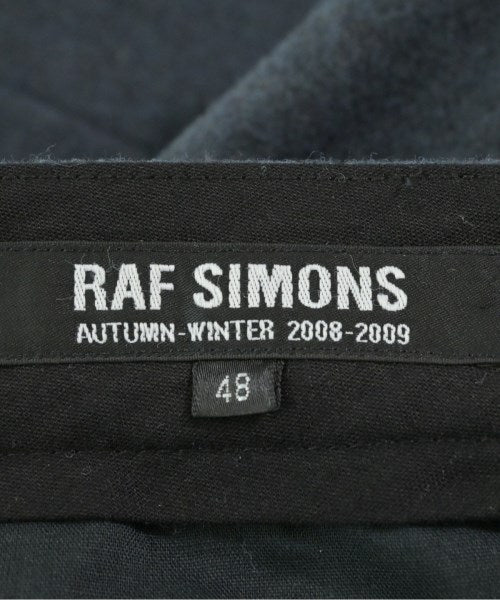 RAF SIMONS
AUTUMN-WINTER 2008-2009
48